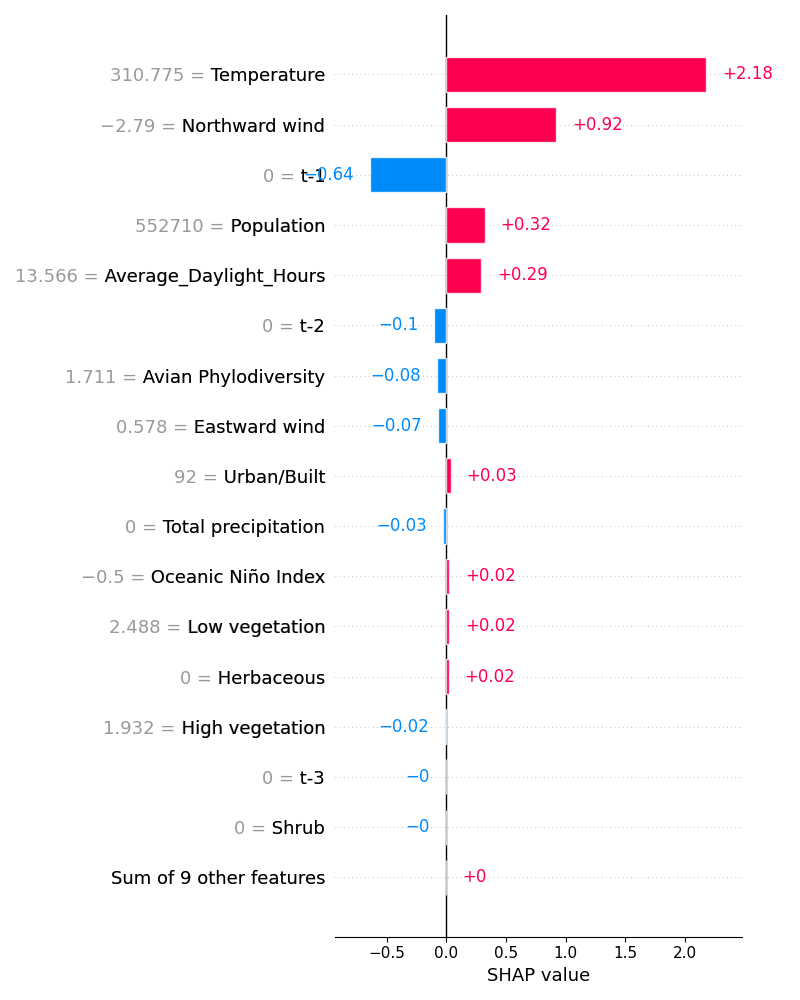 310.775 = Temperature +2.18
−2.79 = Northward wind +0.92
0 = t-1 −0.64
552710 = Population +0.32
13.566 = Average_Daylight_Hours +0.29
0 = t-2 −0.1
1.711 = Avian Phylodiversity −0.08
0.578 = Eastward wind −0.07
92 = Urban/Built +0.03
0 = Total precipitation −0.03
−0.5 = Oceanic Niño Index +0.02
2.488 = Low vegetation +0.02
0 = Herbaceous +0.02
1.932 = High vegetation −0.02
0 = t-3 −0
0 = Shrub −0
Sum of 9 other features +0
−0.5 0.0 0.5 1.0 1.5 2.0
SHAP value